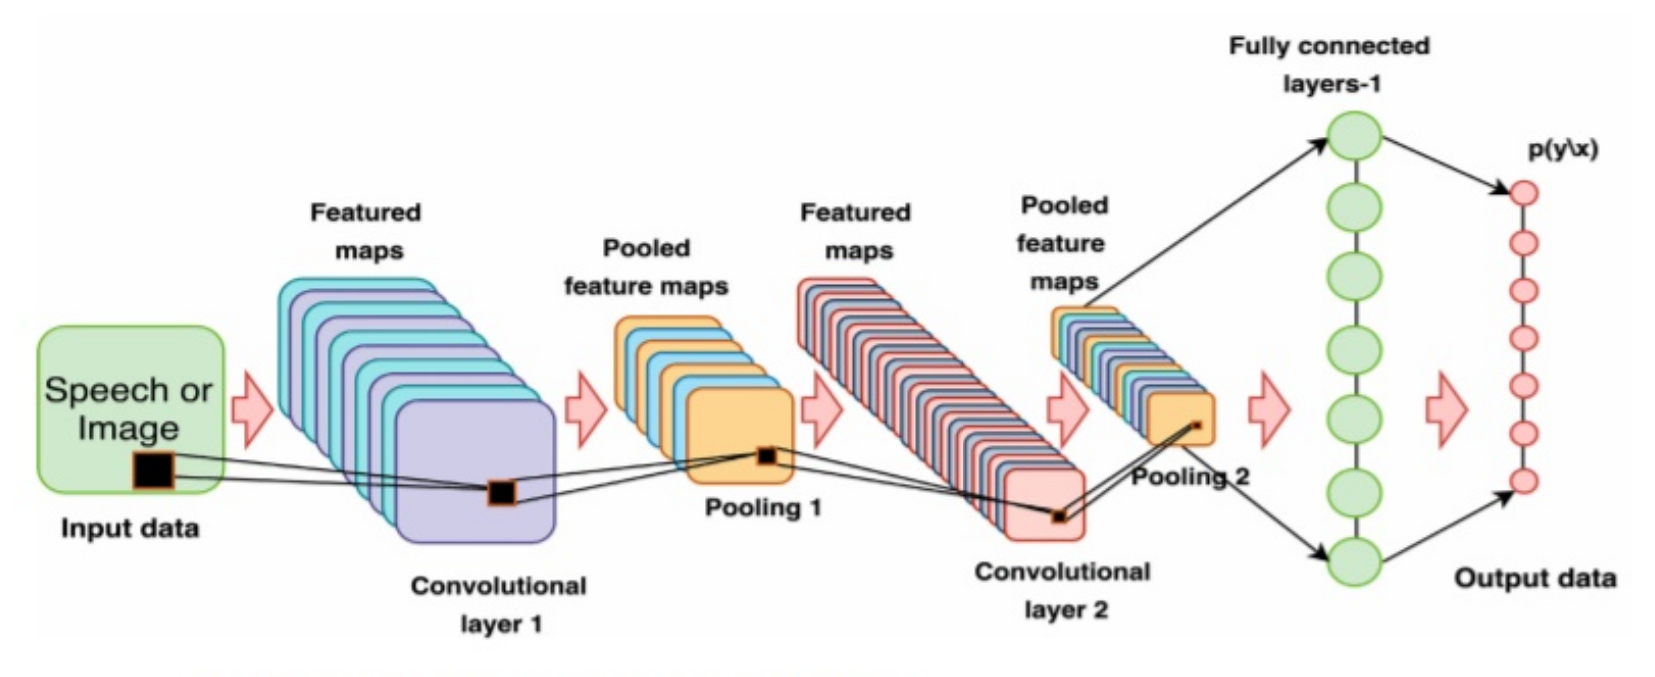 Fully connected
layers-1
p(y\x)
Featured
maps
Pooled
feature maps
Featured
maps
Pooled
feature
maps
Speech or
Image
Input data
Convolutional
layer 1
Pooling 1
Convolutional
layer 2
Pooling 2
Output data